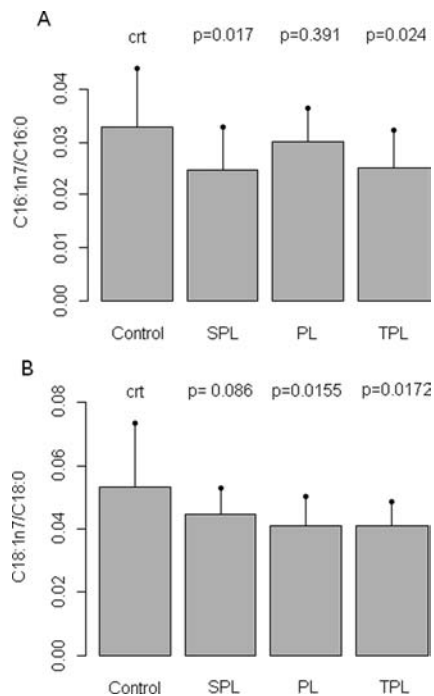 A
crt p=0.017 p=0.391 p=0.024
C16:1n7/C16:0
0.04
0.03
0.02
0.01
0.00
Control SPL PL TPL
B
crt p= 0.086 p=0.0155 p=0.0172
C18:1n7/C18:0
0.08
0.06
0.04
0.02
0.00
Control SPL PL TPL